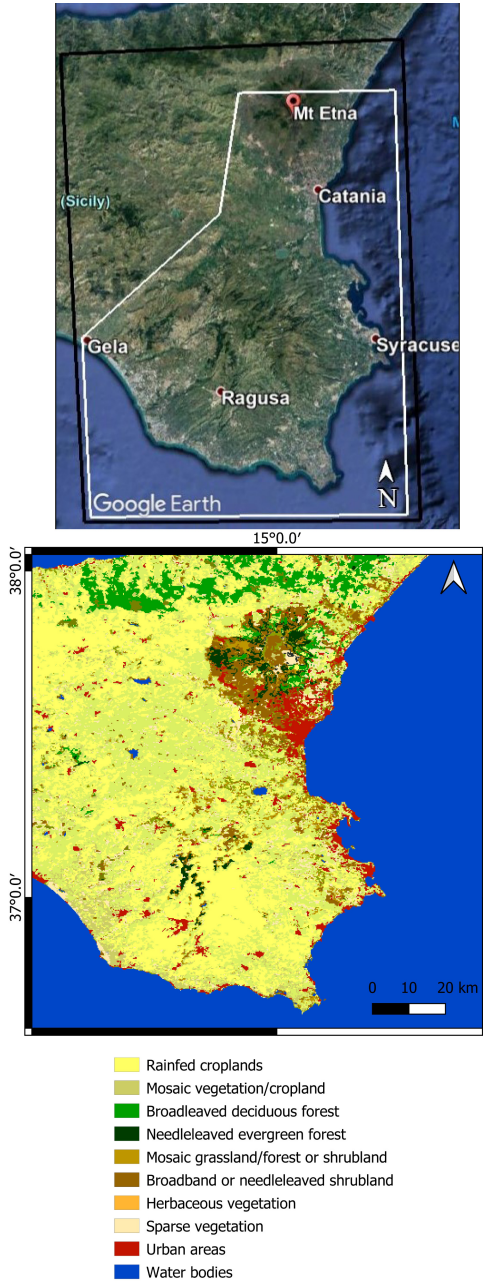 Mt Etna
M
Catania
(Sicily)
Gela
Syracuse
Ragusa
N
Google Earth
15°0.0'
38°0.0'
37°0.0'
0 10 20 km
Rainfed croplands
Mosaic vegetation/cropland
Broadleaved deciduous forest
Needleleaved evergreen forest
Mosaic grassland/forest or shrubland
Broadband or needleleaved shrubland
Herbaceous vegetation
Sparse vegetation
Urban areas
Water bodies